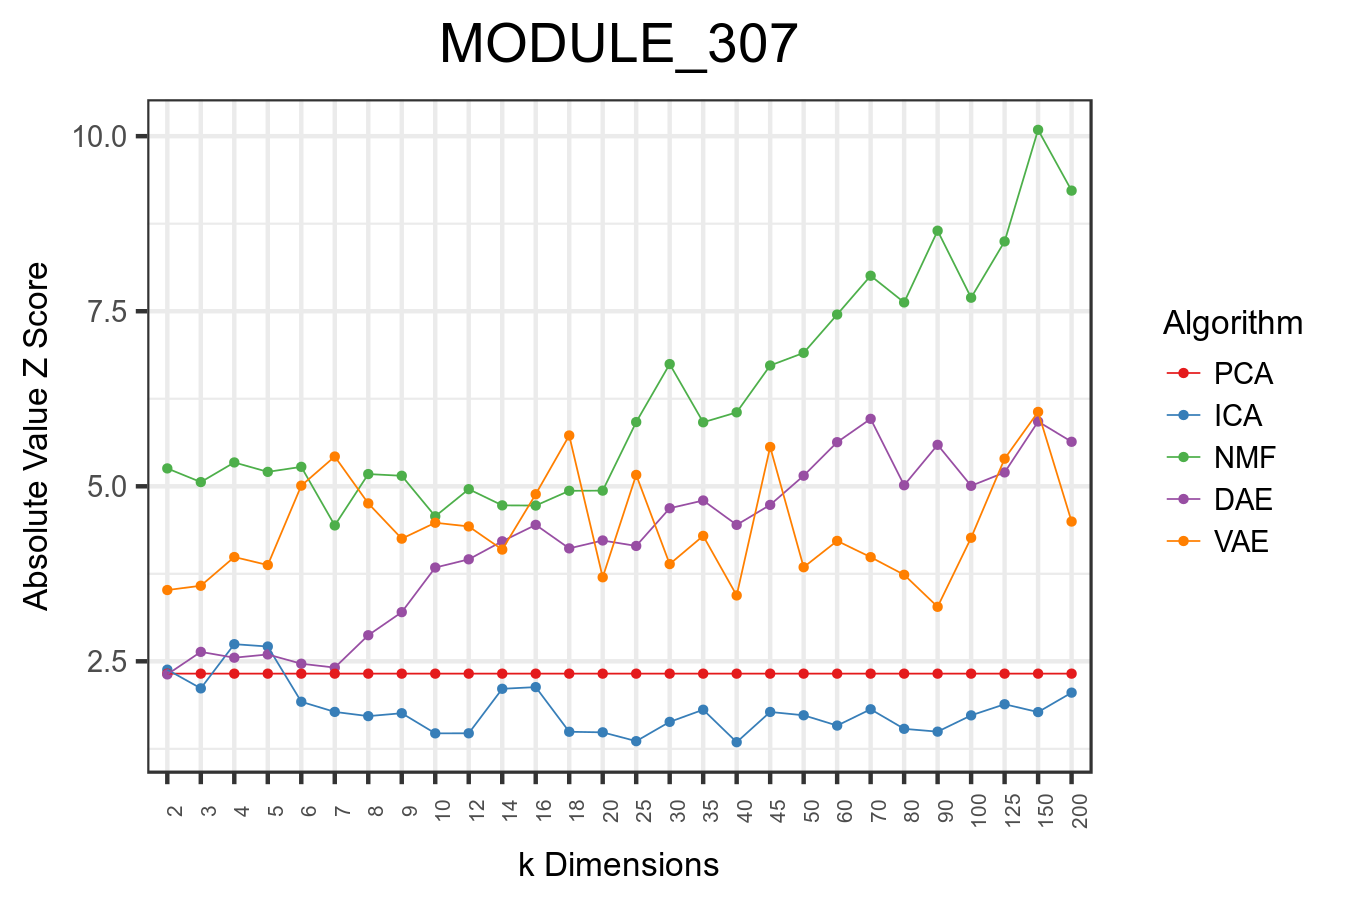 MODULE_307
Absolute Value Z Score
10.0
7.5
5.0
2.5
2 3 4 5 6 7 8 9 10 12 14 16 18 20 25 30 35 40 45 50 60 70 80 90 100 125 150 200
k Dimensions
Algorithm
PCA
ICA
NMF
DAE
VAE